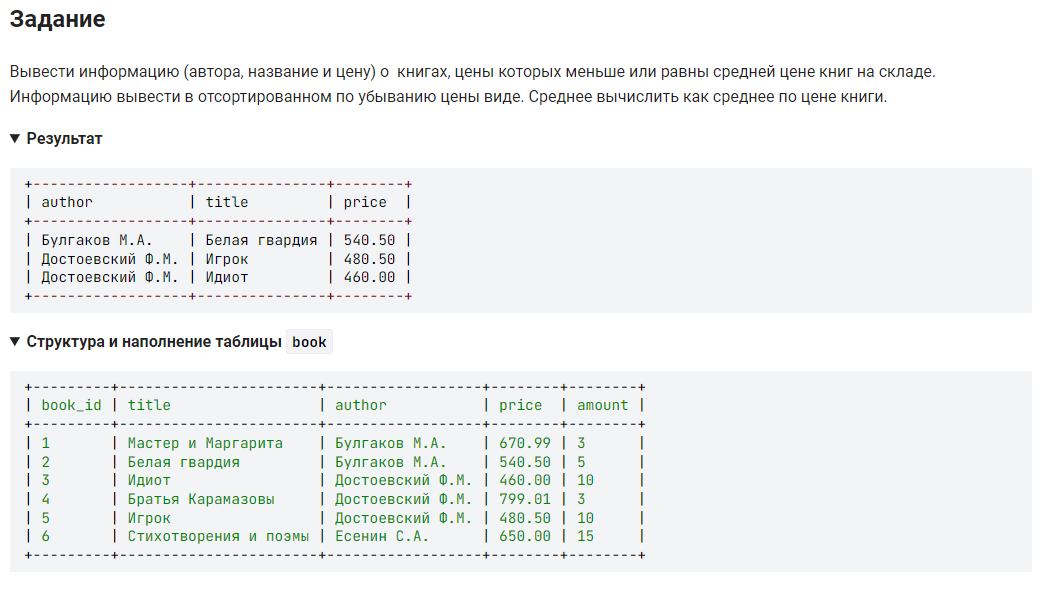 Задание
Вывести информацию (автора, название и цену) о  книгах, цены которых меньше или равны средней цене книг на складе.
Информацию вывести в отсортированном по убыванию цены виде. Среднее вычислить как среднее по цене книги.
▼ Результат
+------------------+---------------+--------+
| author           | title         | price  |
+------------------+---------------+--------+
| Булгаков М.А.    | Белая гвардия | 540.50 |
| Достоевский Ф.М. | Игрок         | 480.50 |
| Достоевский Ф.М. | Идиот         | 460.00 |
+------------------+---------------+--------+
▼ Структура и наполнение таблицы book
+---------+-----------------------+------------------+--------+--------+
| book_id | title                 | author           | price  | amount |
+---------+-----------------------+------------------+--------+--------+
| 1       | Мастер и Маргарита    | Булгаков М.А.    | 670.99 | 3      |
| 2       | Белая гвардия         | Булгаков М.А.    | 540.50 | 5      |
| 3       | Идиот                 | Достоевский Ф.М. | 460.00 | 10     |
| 4       | Братья Карамазовы     | Достоевский Ф.М. | 799.01 | 3      |
| 5       | Игрок                 | Достоевский Ф.М. | 480.50 | 10     |
| 6       | Стихотворения и поэмы | Есенин С.А.      | 650.00 | 15     |
+---------+-----------------------+------------------+--------+--------+